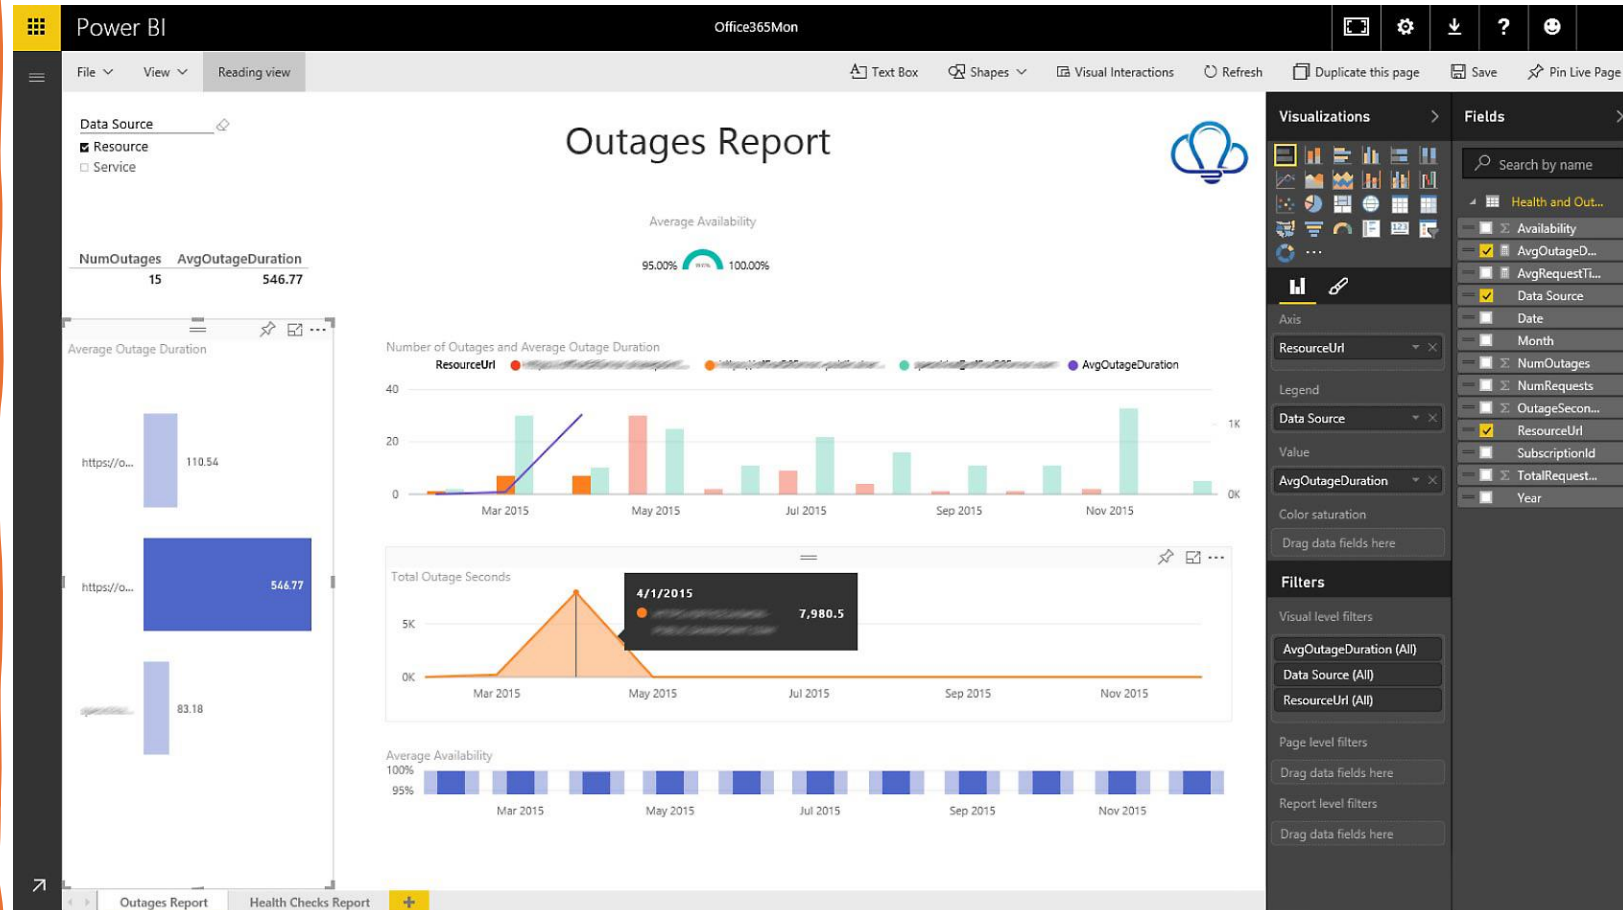 Power BI
Office365Mon
?
File
View
Reading view
Text Box
Shapes
Visual Interactions
Refresh
Duplicate this page
Save
Pin Live Page
Data Source
Resource
Service
Outages Report
NumOutages AvgOutageDuration
15 546.77
Average Availability
95.00% 100.00%
Average Outage Duration
https://o... 110.54
https://o... 546.77
83.18
Number of Outages and Average Outage Duration
ResourceUrl AvgOutageDuration
40
20
0
1K
0K
Mar 2015 May 2015 Jul 2015 Sep 2015 Nov 2015
Total Outage Seconds
4/1/2015
7,980.5
5K
0K
Mar 2015 May 2015 Jul 2015 Sep 2015 Nov 2015
Average Availability
100%
95%
Mar 2015 May 2015 Jul 2015 Sep 2015 Nov 2015
Outages Report
Health Checks Report
+
Visualizations
123
Axis
ResourceUrl
Legend
Data Source
Value
AvgOutageDuration
Color saturation
Drag data fields here
Filters
Visual level filters
AvgOutageDuration (All)
Data Source (All)
ResourceUrl (All)
Page level filters
Drag data fields here
Report level filters
Drag data fields here
Fields
Search by name
Health and Out...
Σ Availability
AvgOutageD...
AvgRequestTi...
Data Source
Date
Month
Σ NumOutages
Σ NumRequests
Σ OutageSecon...
ResourceUrl
SubscriptionId
Σ TotalRequest...
Year